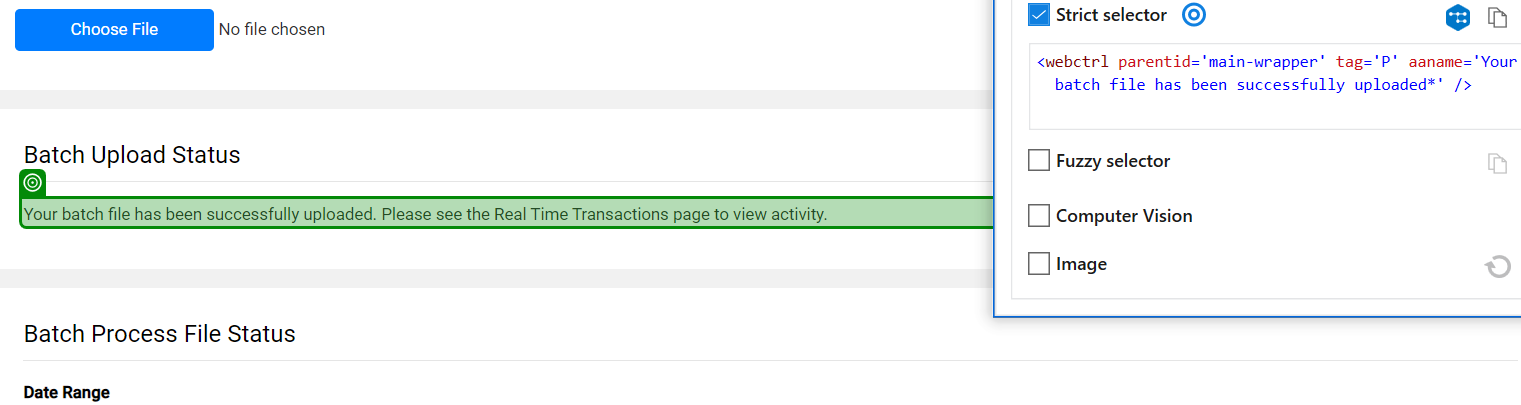 Choose File No file chosen
Batch Upload Status
Your batch file has been successfully uploaded. Please see the Real Time Transactions page to view activity.
Batch Process File Status
Date Range
Strict selector
<webctrl parentid='main-wrapper' tag='P' aaname='Your
batch file has been successfully uploaded*' />
Fuzzy selector
Computer Vision
Image